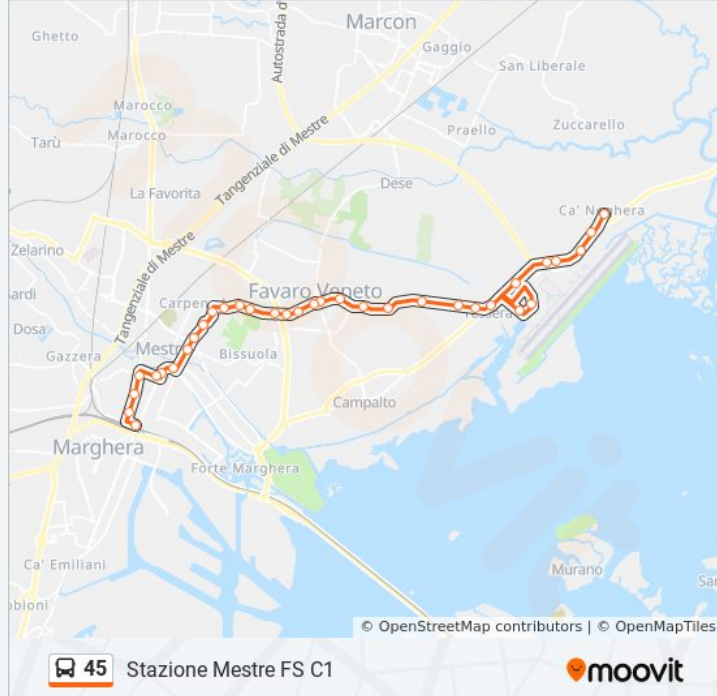 Ghetto
Marcon
Autostrada d'
Gaggio
San Liberale
Marocco
Marocco
Tarù
Praello
Zuccarello
Tangenziale di Mestre
Dese
La Favorita
Ca' Noghera
Zelarino
Tangenziale di Mestre
Favaro Veneto
Carpen
Tessera
Dosa
Gazzera
Mestre
Bissuola
Campalto
Marghera
Forte Marghera
Ca' Emiliani
Murano
© OpenStreetMap contributors | © OpenMapTiles
45 Stazione Mestre FS C1
moovit